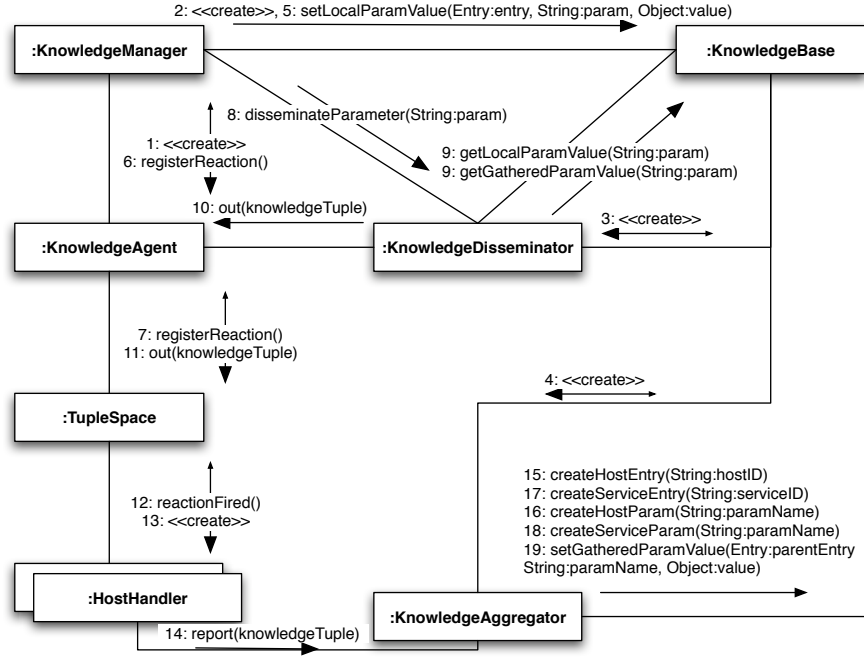 2: <<create>>, 5: setLocalParamValue(Entry:entry, String:param, Object:value)
:KnowledgeManager
:KnowledgeBase
8: disseminateParameter(String:param)
1: <<create>>
6: registerReaction()
9: getLocalParamValue(String:param)
9: getGatheredParamValue(String:param)
10: out(knowledgeTuple)
3: <<create>>
:KnowledgeAgent
:KnowledgeDisseminator
7: registerReaction()
11: out(knowledgeTuple)
4: <<create>>
:TupleSpace
15: createHostEntry(String:hostID)
17: createServiceEntry(String:serviceID)
16: createHostParam(String:paramName)
18: createServiceParam(String:paramName)
19: setGatheredParamValue(Entry:parentEntry
String:paramName, Object:value)
12: reactionFired()
13: <<create>>
:HostHandler
:KnowledgeAggregator
14: report(knowledgeTuple)